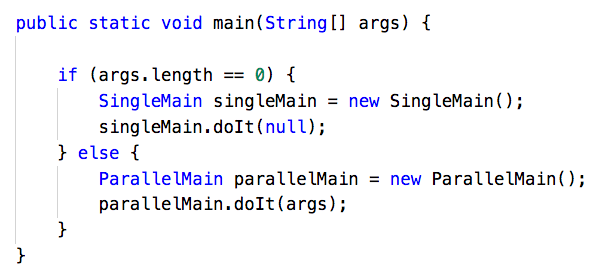 public static void main(String[] args) {
if (args.length == 0) {
SingleMain singleMain = new SingleMain();
singleMain.doIt(null);
} else {
ParallelMain parallelMain = new ParallelMain();
parallelMain.doIt(args);
}
}